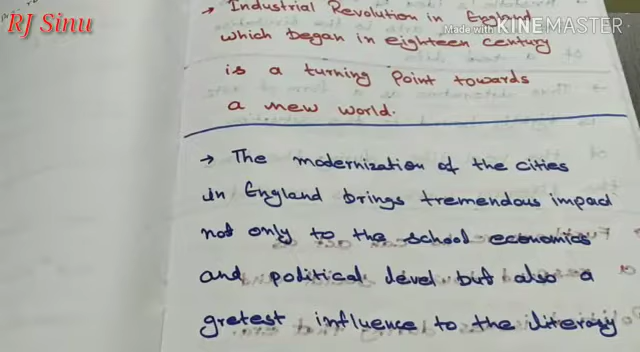 RJ Sinu
Made with KINEMASTER
→ Industrial Revolution in England
which began in eighteen century
is a turning point towards
a new world.
→ The modernization of the cities
in England brings tremendous impact
not only to the school economics
and political level but also a
gretest influence to the literary